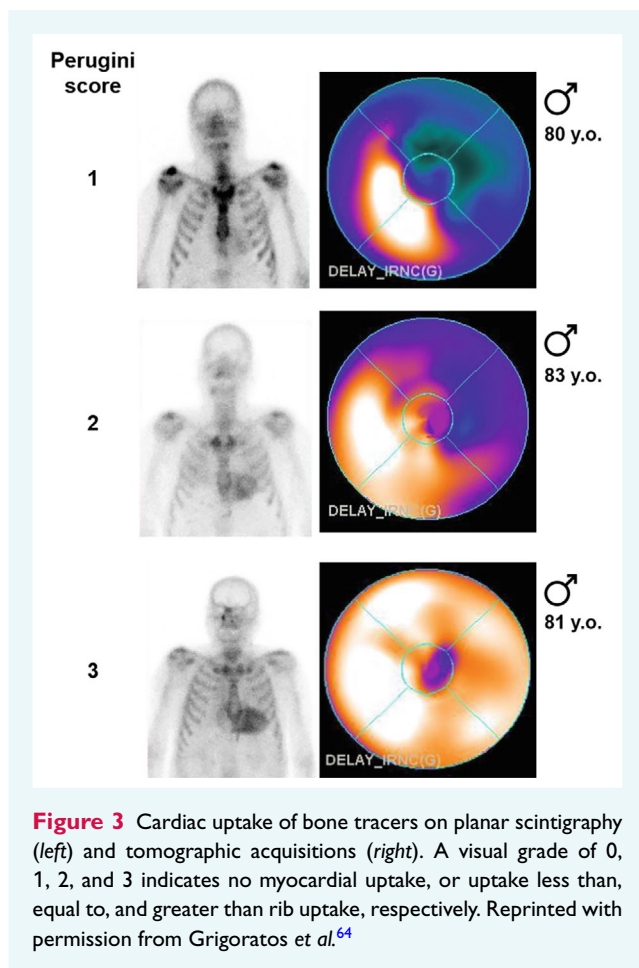 Perugini
score
1
♂
80 y.o.
DELAY_IRNC(G)
2
♂
83 y.o.
DELAY_IRNC(G)
3
♂
81 y.o.
DELAY_IRNC(G)
Figure 3 Cardiac uptake of bone tracers on planar scintigraphy
(left) and tomographic acquisitions (right). A visual grade of 0,
1, 2, and 3 indicates no myocardial uptake, or uptake less than,
equal to, and greater than rib uptake, respectively. Reprinted with
permission from Grigoratos et al.64